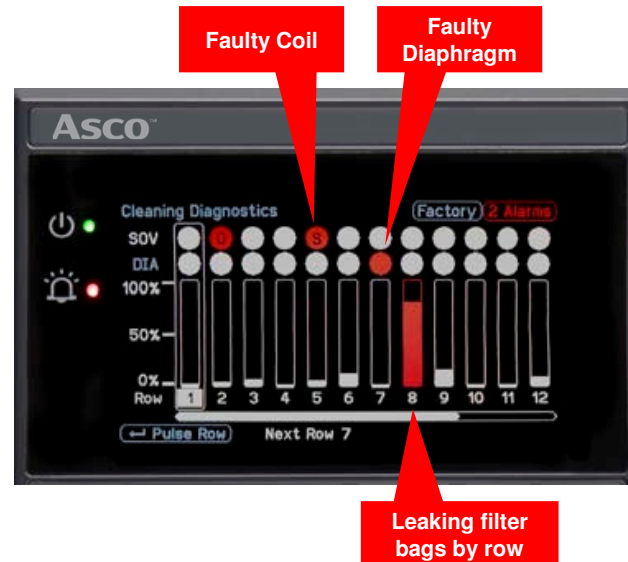 Faulty Coil
Faulty
Diaphragm
Asco™
Cleaning Diagnostics
Factory
2 Alarms
SOV O S
DIA
100%
50%
0%
Row 1 2 3 4 5 6 7 8 9 10 11 12
↵ Pulse Row
Next Row 7
Leaking filter
bags by row